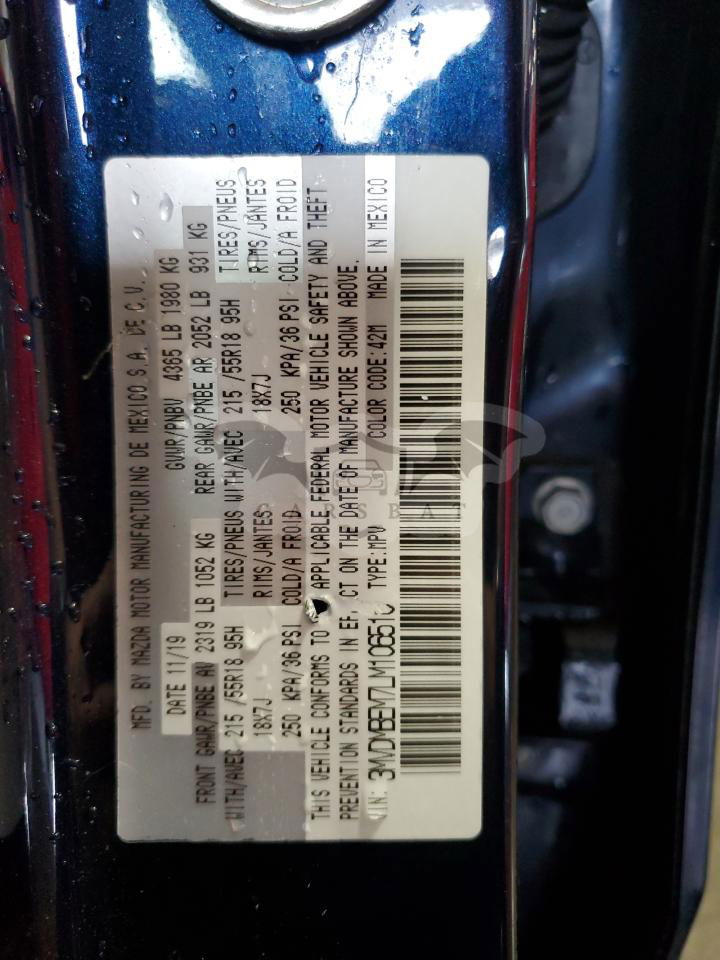 MFD. BY MAZDA MOTOR MANUFACTURING DE MEXICO S.A. DE C.V.
DATE 11/19 GVWR/PNBV 4365 LB 1980 KG
FRONT GAWR/PNBE AV 2319 LB 1052 KG REAR GAWR/PNBE AR 2052 LB 931 KG
WITH/AVEC 215 /55R18 95H TIRES/PNEUS WITH/AVEC 215 /55R18 95H TIRES/PNEUS
18X7J RIMS/JANTES 18X7J RIMS/JANTES
250 KPA/36 PSI COLD/A FROID 250 KPA/36 PSI COLD/A FROID
THIS VEHICLE CONFORMS TO APPLICABLE FEDERAL MOTOR VEHICLE SAFETY AND THEFT
PREVENTION STANDARDS IN EF CT ON THE DATE OF MANUFACTURE SHOWN ABOVE.
VIN: 3MVDMBEM7LM106510 TYPE:MPV COLOR CODE:42M MADE IN MEXICO
CARSBAT